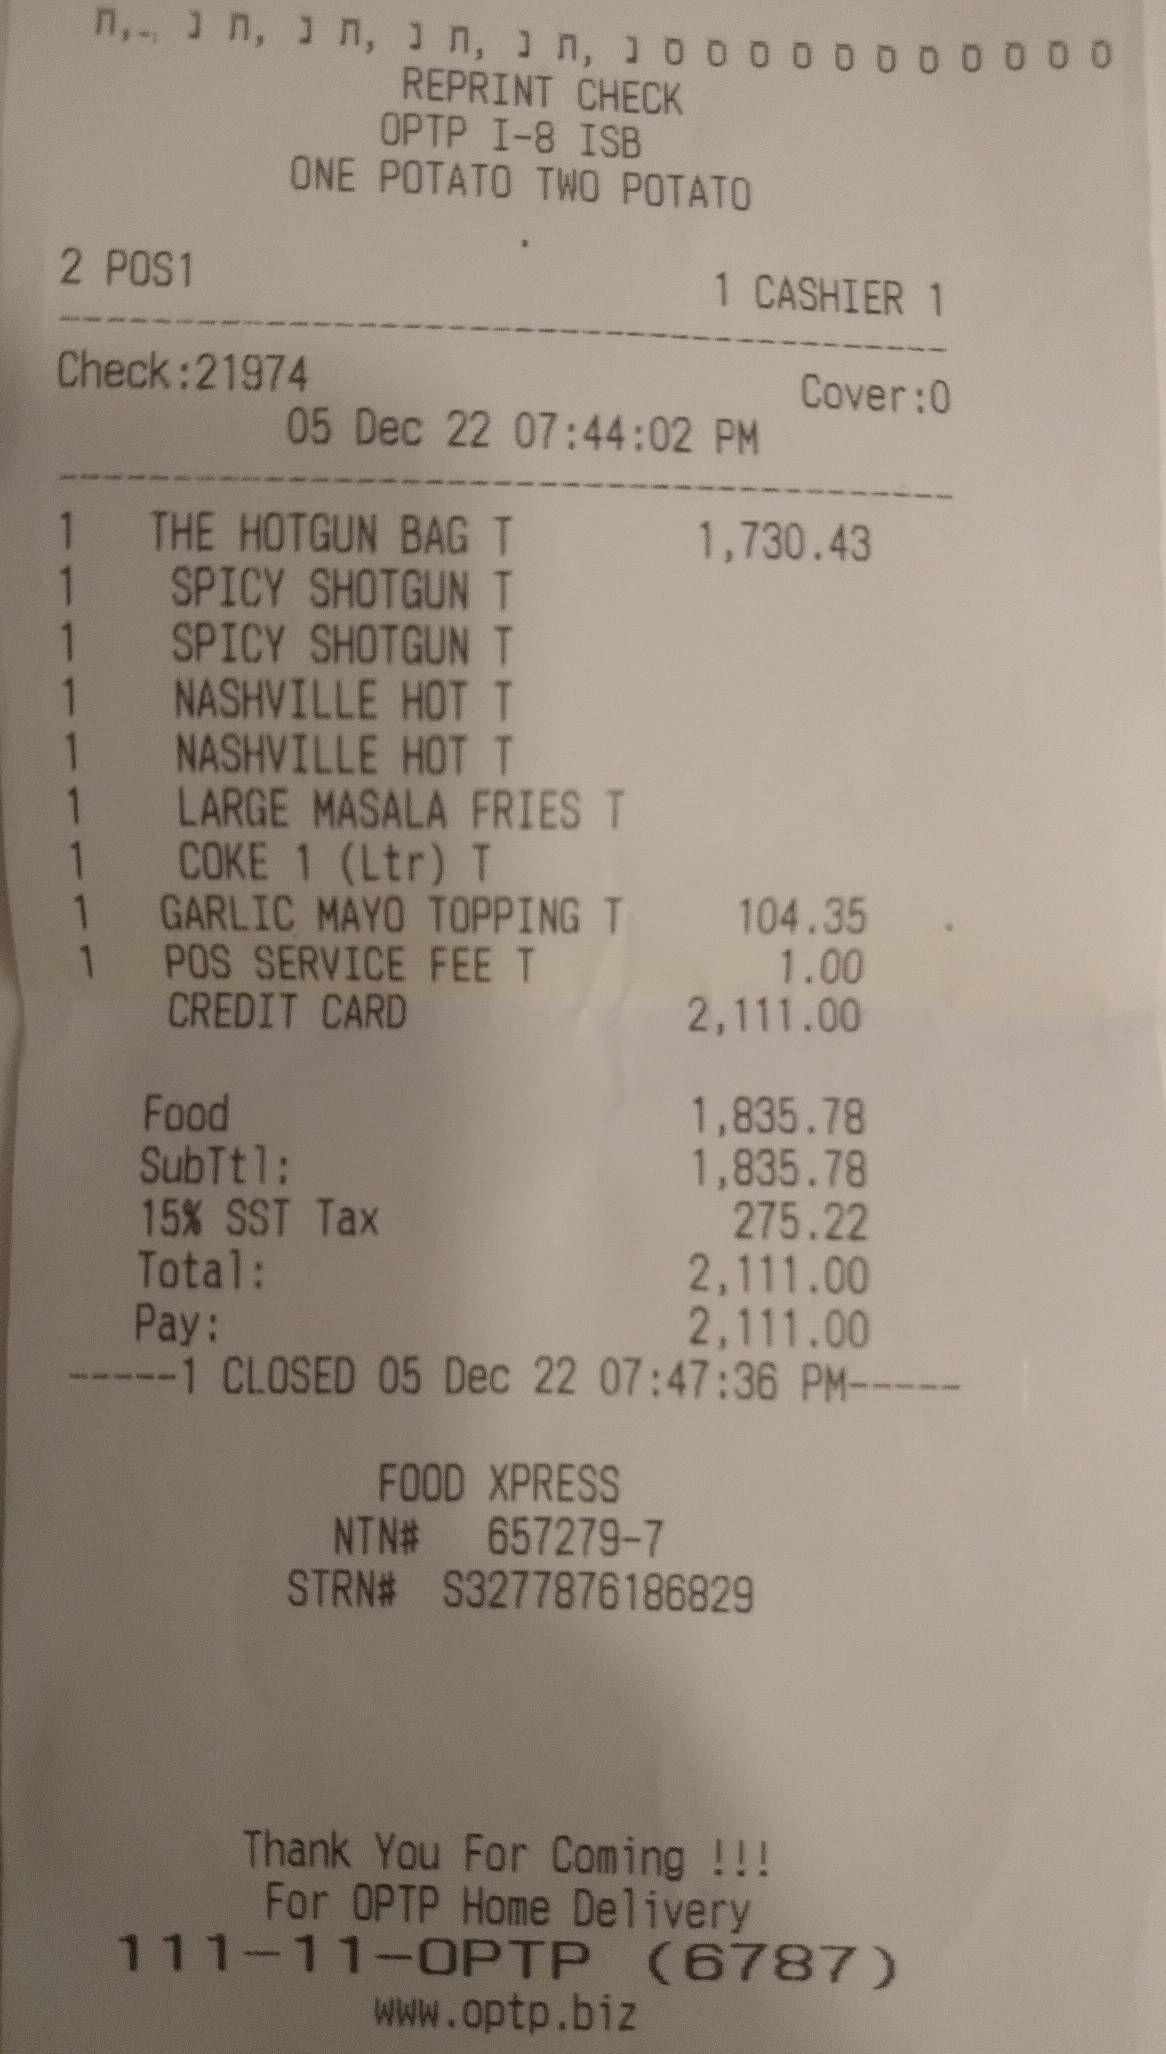 REPRINT CHECK
OPTP I-8 ISB
ONE POTATO TWO POTATO
2 POS1 1 CASHIER 1
Check:21974 Cover:0
05 Dec 22 07:44:02 PM
1 THE HOTGUN BAG T 1,730.43
1 SPICY SHOTGUN T
1 SPICY SHOTGUN T
1 NASHVILLE HOT T
1 NASHVILLE HOT T
1 LARGE MASALA FRIES T
1 COKE 1 (Ltr) T
1 GARLIC MAYO TOPPING T 104.35
1 POS SERVICE FEE T 1.00
CREDIT CARD 2,111.00
Food 1,835.78
SubTtl: 1,835.78
15% SST Tax 275.22
Total: 2,111.00
Pay: 2,111.00
-----1 CLOSED 05 Dec 22 07:47:36 PM-----
FOOD XPRESS
NTN# 657279-7
STRN# S3277876186829
Thank You For Coming !!!
For OPTP Home Delivery
111-11-OPTP (6787)
www.optp.biz